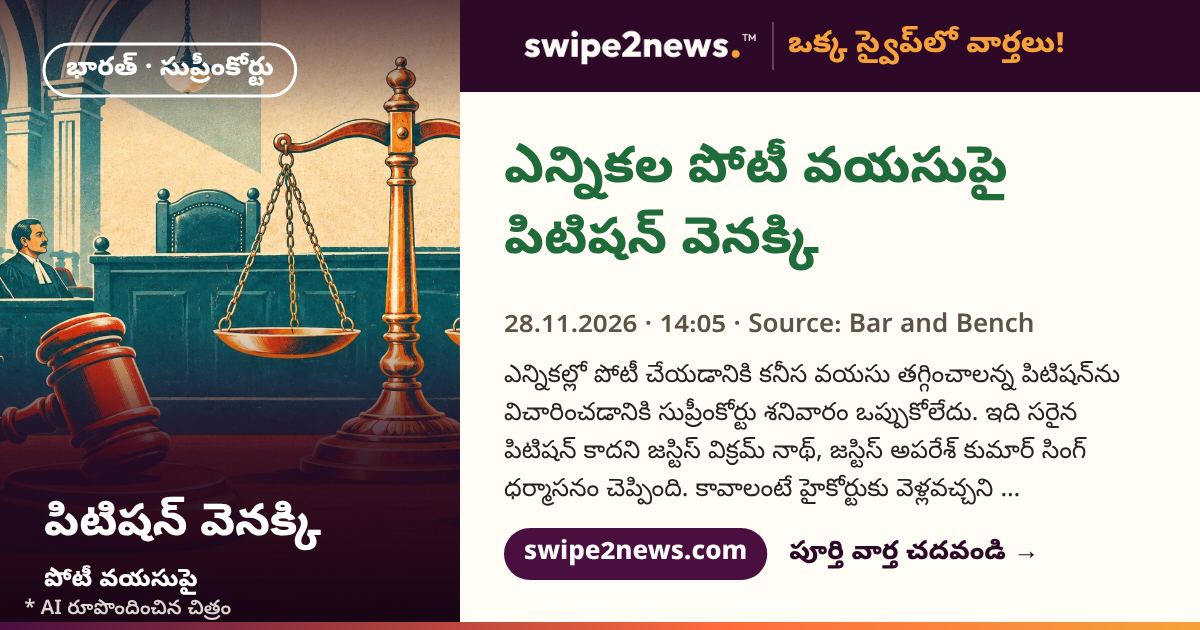 భారత్ · సుప్రీంకోర్టు
పిటిషన్ వెనక్కి
పోటీ వయసుపై
* AI రూపొందించిన చిత్రం
swipe2news.™ ఒక్క స్వైప్‌లో వార్తలు!
ఎన్నికల పోటీ వయసుపై
పిటిషన్ వెనక్కి
28.11.2026 · 14:05 · Source: Bar and Bench
ఎన్నికల్లో పోటీ చేయడానికి కనీస వయసు తగ్గించాలన్న పిటిషన్‌ను
విచారించడానికి సుప్రీంకోర్టు శనివారం ఒప్పుకోలేదు. ఇది సరైన
పిటిషన్ కాదని జస్టిస్ విక్రమ్ నాథ్, జస్టిస్ అపరేశ్ కుమార్ సింగ్
ధర్మాసనం చెప్పింది. కావాలంటే హైకోర్టుకు వెళ్లవచ్చని ...
swipe2news.com పూర్తి వార్త చదవండి →